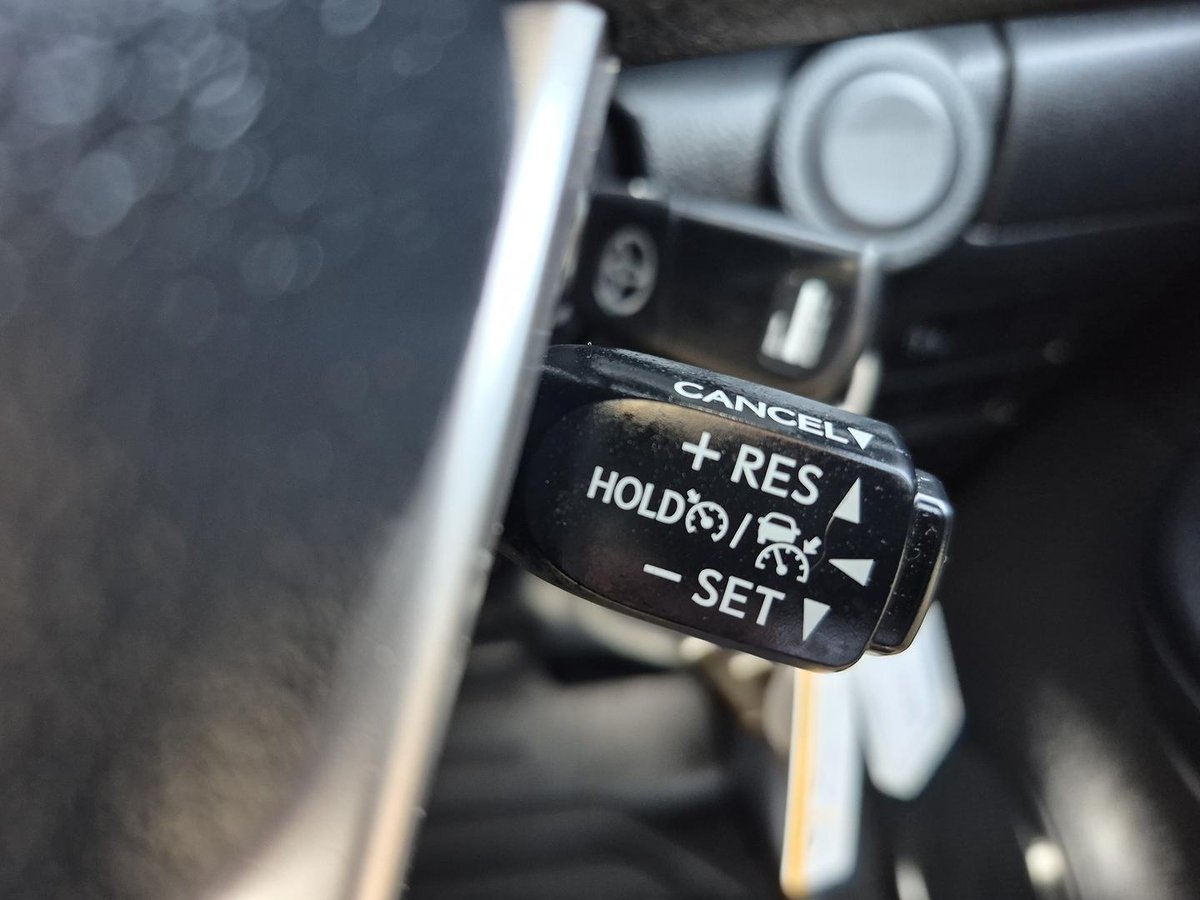 CANCEL▼
+ RES ▲
HOLD / ◀
− SET ▼